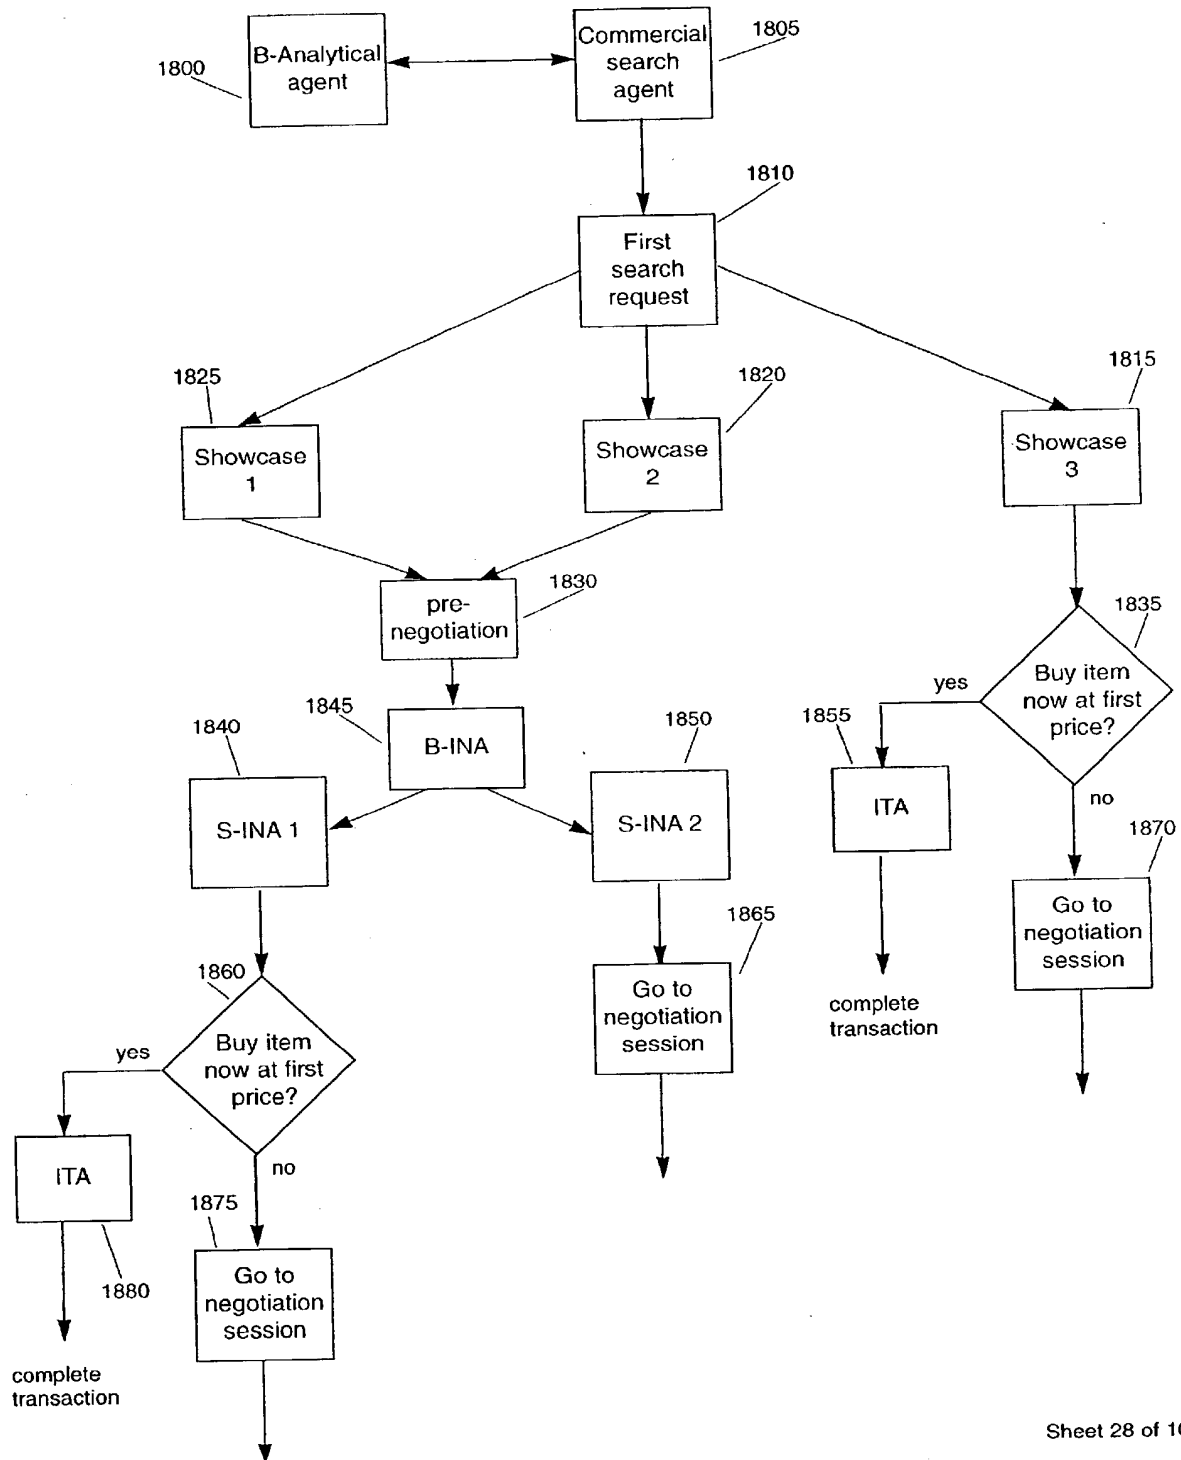 1805
Commercial
search
agent
B-Analytical
agent
1800
1810
First
search
request
1825
Showcase
1
1820
Showcase
2
1815
Showcase
3
1830
pre-
negotiation
1835
Buy item
now at first
price?
yes
no
1845
B-INA
1840
S-INA 1
1850
S-INA 2
1855
ITA
complete
transaction
1870
Go to
negotiation
session
1865
Go to
negotiation
session
1860
Buy item
now at first
price?
yes
no
ITA
1880
complete
transaction
1875
Go to
negotiation
session
Sheet 28 of